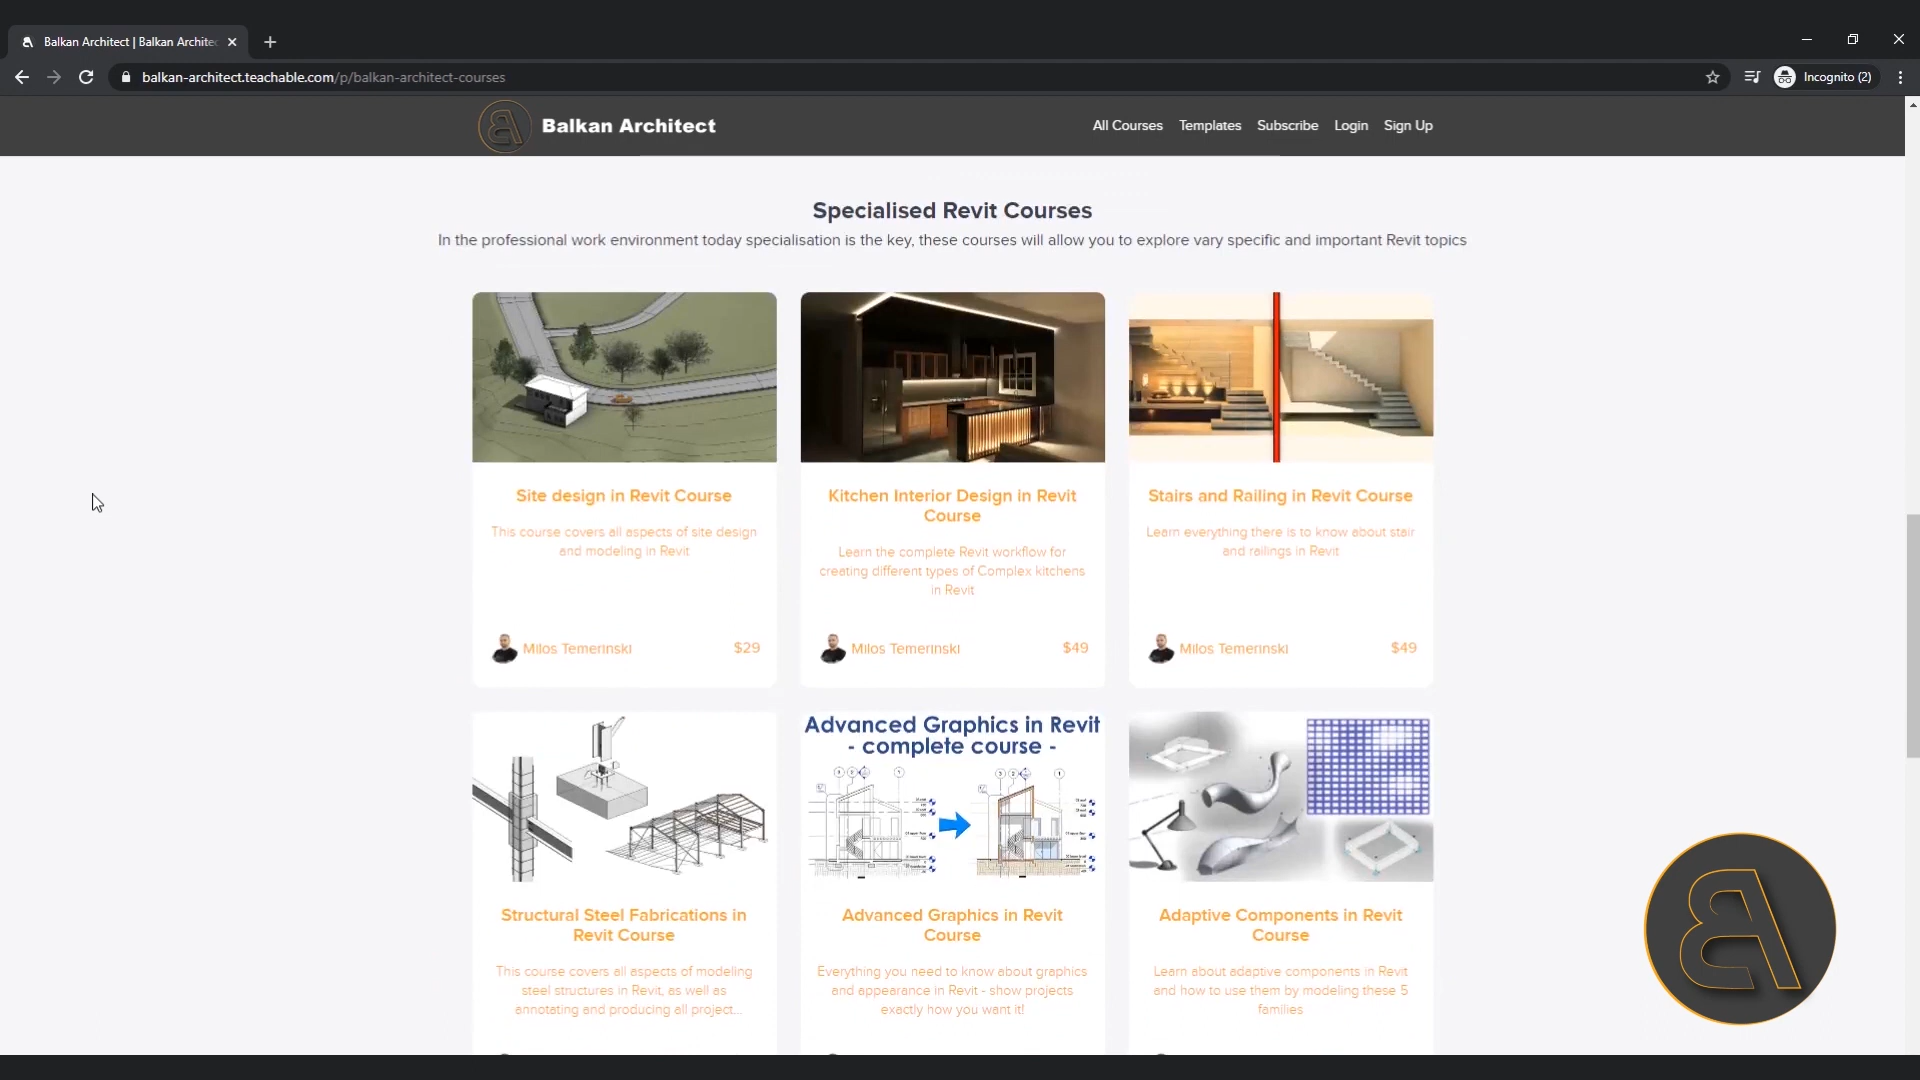 Balkan Architect | Balkan Archite
balkan-architect.teachable.com/p/balkan-architect-courses
Incognito (2)
Balkan Architect
All Courses
Templates
Subscribe
Login
Sign Up
Specialised Revit Courses
In the professional work environment today specialisation is the key, these courses will allow you to explore vary specific and important Revit topics
Site design in Revit Course
This course covers all aspects of site design
and modeling in Revit
Milos Temerinski
$29
Kitchen Interior Design in Revit
Course
Learn the complete Revit workflow for
creating different types of Complex kitchens
in Revit
Milos Temerinski
$49
Stairs and Railing in Revit Course
Learn everything there is to know about stair
and railings in Revit
Milos Temerinski
$49
Structural Steel Fabrications in
Revit Course
This course covers all aspects of modeling
steel structures in Revit, as well as
annotating and producing all project...
Advanced Graphics in Revit
- complete course -
Advanced Graphics in Revit
Course
Everything you need to know about graphics
and appearance in Revit - show projects
exactly how you want it!
Adaptive Components in Revit
Course
Learn about adaptive components in Revit
and how to use them by modeling these 5
families